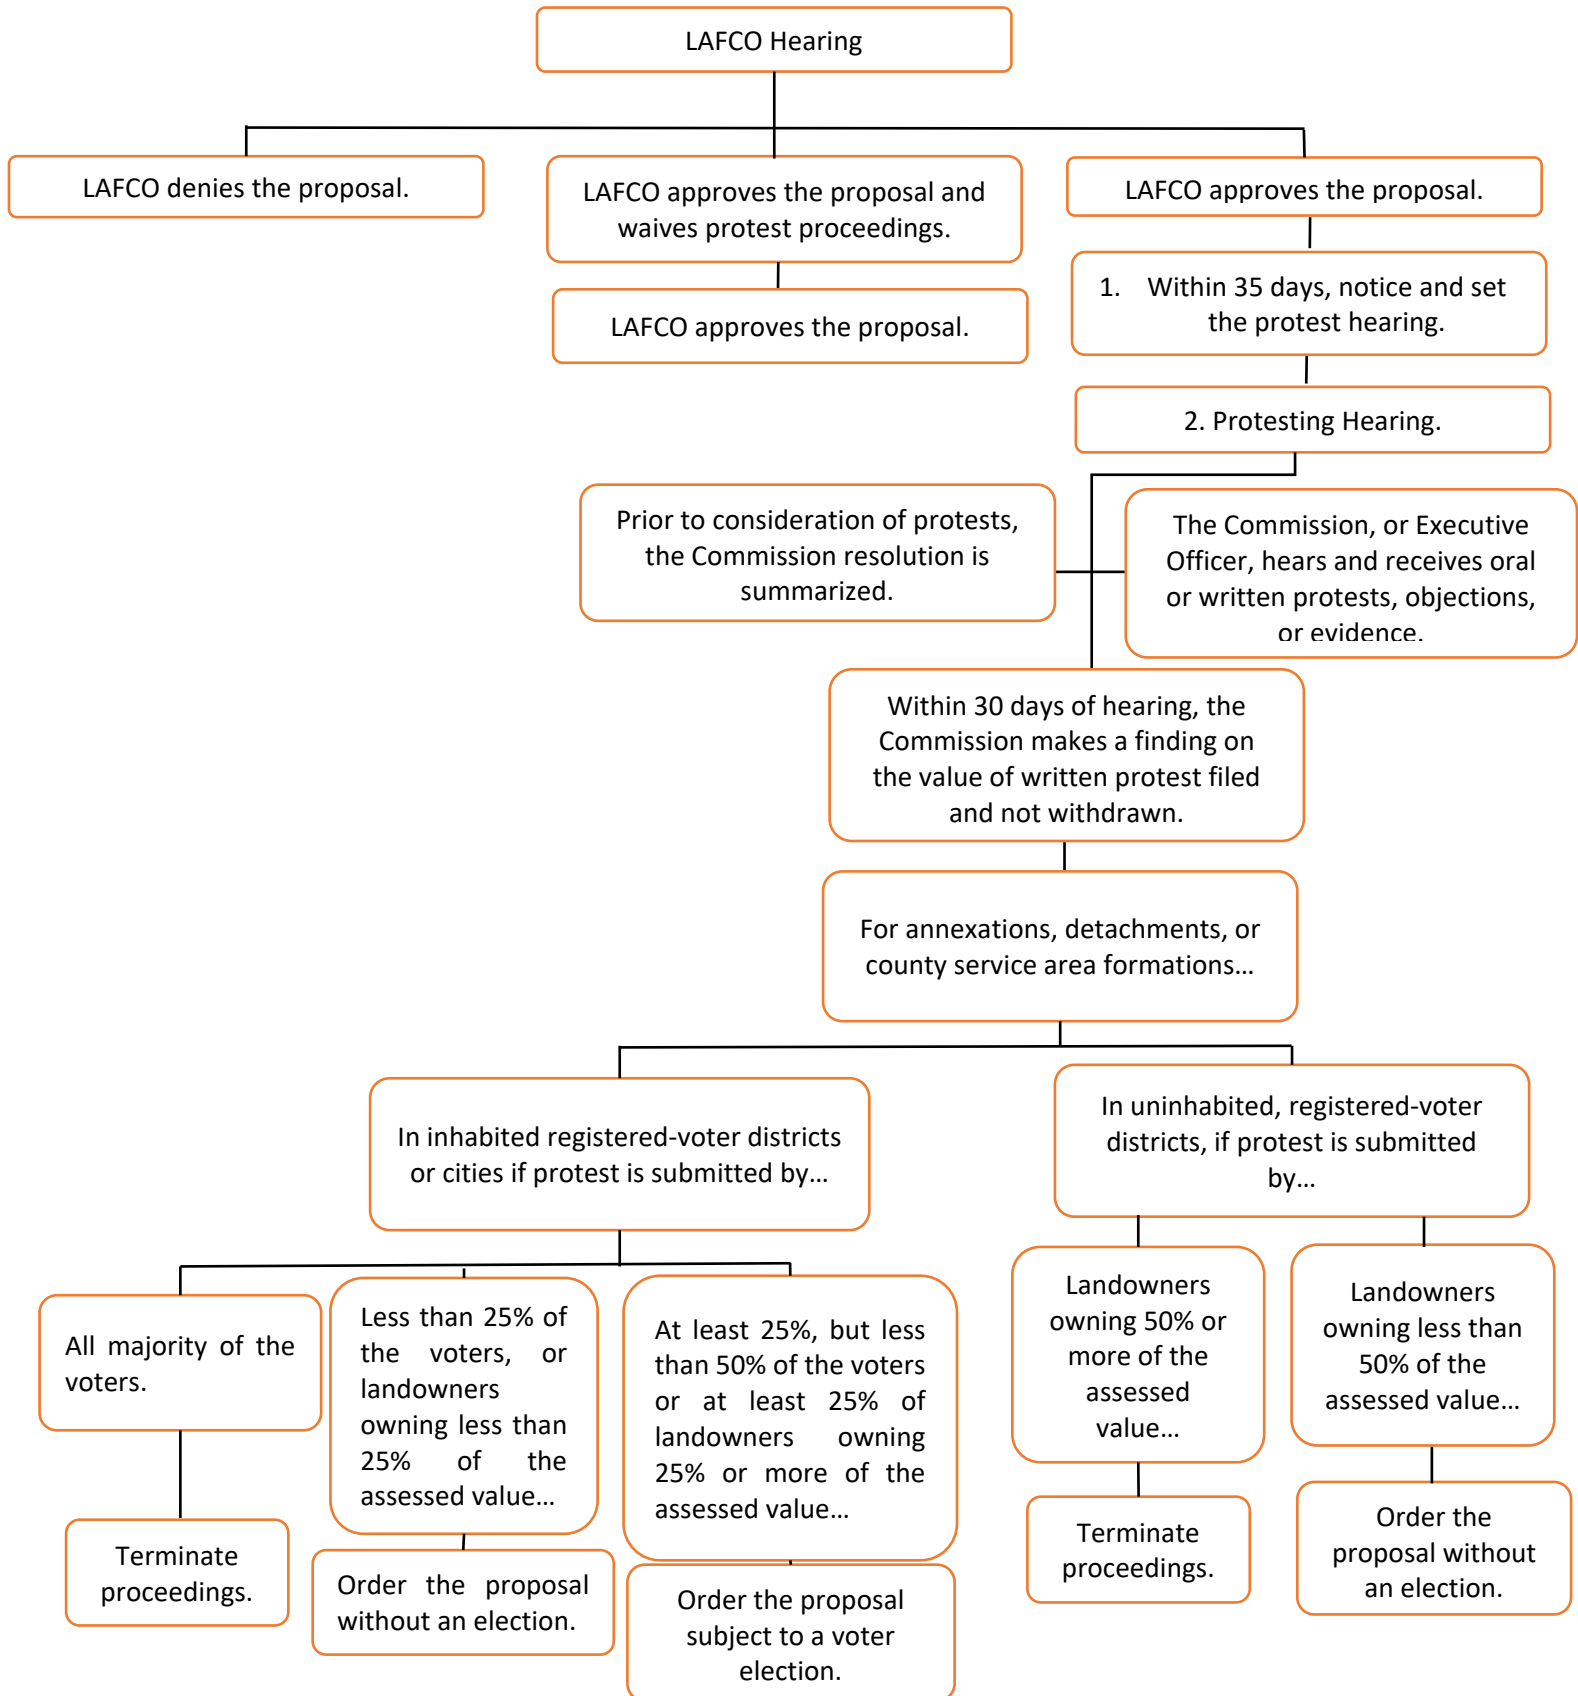 LAFCO Hearing
LAFCO denies the proposal.
LAFCO approves the proposal and
waives protest proceedings.
LAFCO approves the proposal.
LAFCO approves the proposal.
1. Within 35 days, notice and set
the protest hearing.
2. Protesting Hearing.
Prior to consideration of protests,
the Commission resolution is
summarized.
The Commission, or Executive
Officer, hears and receives oral
or written protests, objections,
or evidence.
Within 30 days of hearing, the
Commission makes a finding on
the value of written protest filed
and not withdrawn.
For annexations, detachments, or
county service area formations…
In inhabited registered-voter districts
or cities if protest is submitted by…
In uninhabited, registered-voter
districts, if protest is submitted
by…
All majority of the
voters.
Less than 25% of
the voters, or
landowners
owning less than
25% of the
assessed value…
At least 25%, but less
than 50% of the voters
or at least 25% of
landowners owning
25% or more of the
assessed value…
Landowners
owning 50% or
more of the
assessed
value…
Landowners
owning less than
50% of the
assessed value…
Terminate
proceedings.
Order the proposal
without an election.
Order the proposal
subject to a voter
election.
Terminate
proceedings.
Order the
proposal without
an election.